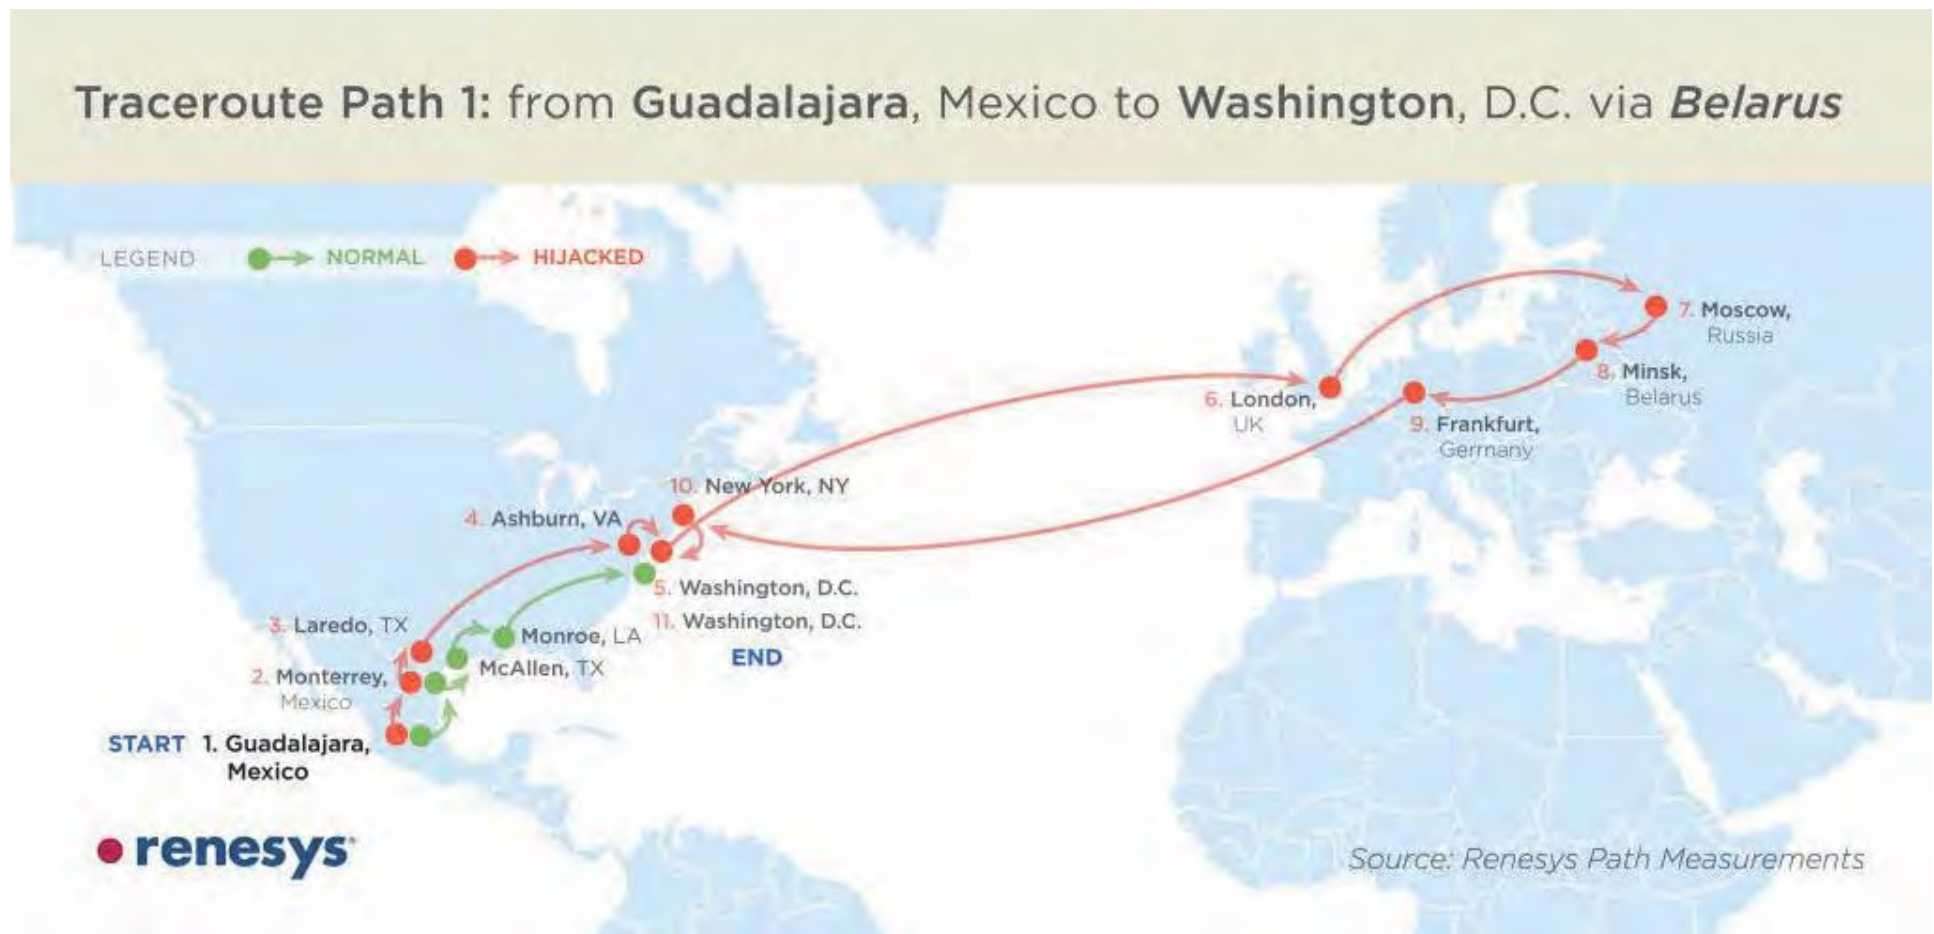 Traceroute Path 1: from Guadalajara, Mexico to Washington, D.C. via Belarus
LEGEND NORMAL HIJACKED
7. Moscow,
Russia
8. Minsk,
Belarus
6. London,
UK
9. Frankfurt,
Germany
10. New York, NY
4. Ashburn, VA
5. Washington, D.C.
11. Washington, D.C.
END
3. Laredo, TX
Monroe, LA
McAllen, TX
2. Monterrey,
Mexico
START 1. Guadalajara,
Mexico
renesys
Source: Renesys Path Measurements